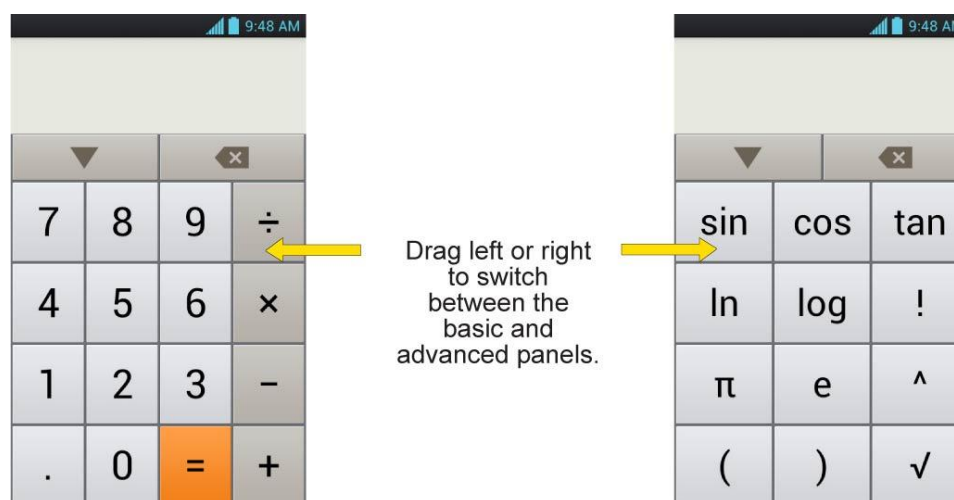 9:48 AM
7 8 9 ÷
4 5 6 ×
1 2 3 −
. 0 = +
Drag left or right
to switch
between the
basic and
advanced panels.
9:48 AM
sin cos tan
ln log !
π e ^
( ) √